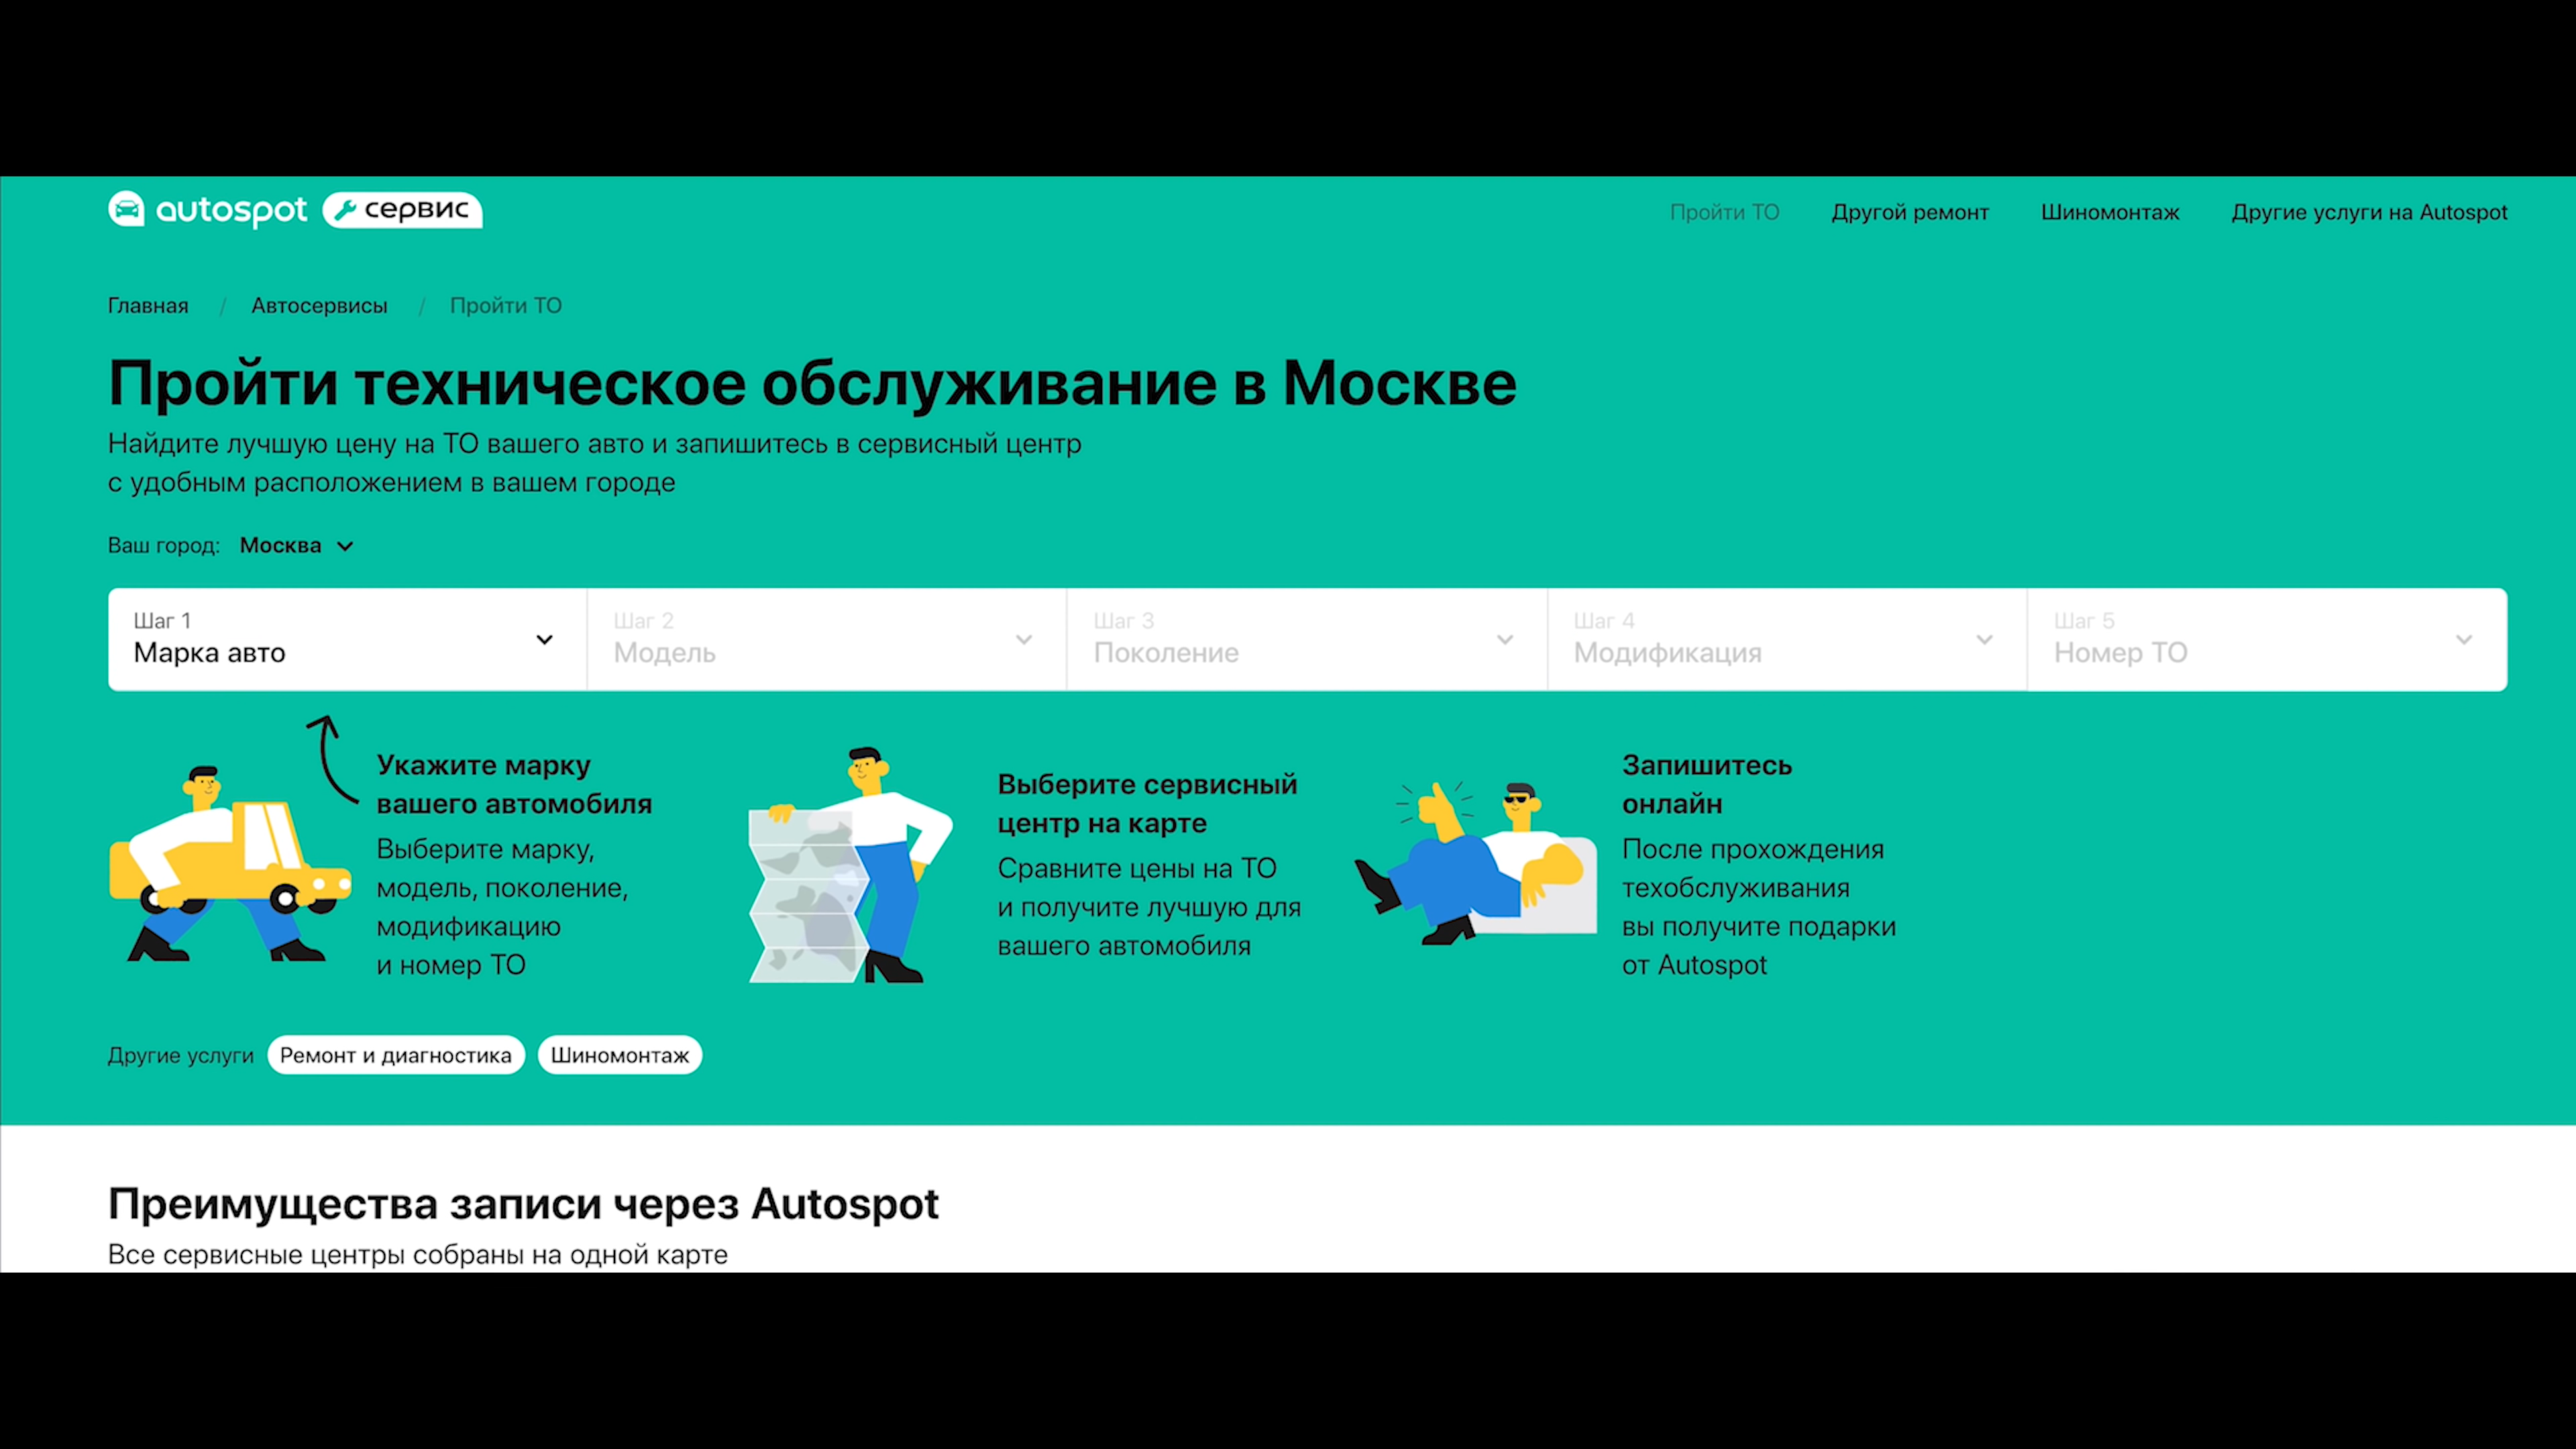 autospot сервис
Пройти ТО
Другой ремонт
Шиномонтаж
Другие услуги на Autospot
Главная / Автосервисы / Пройти ТО
Пройти техническое обслуживание в Москве
Найдите лучшую цену на ТО вашего авто и запишитесь в сервисный центр
с удобным расположением в вашем городе
Ваш город: Москва
Шаг 1
Марка авто
Шаг 2
Модель
Шаг 3
Поколение
Шаг 4
Модификация
Шаг 5
Номер ТО
Укажите марку
вашего автомобиля
Выберите марку,
модель, поколение,
модификацию
и номер ТО
Выберите сервисный
центр на карте
Сравните цены на ТО
и получите лучшую для
вашего автомобиля
Запишитесь
онлайн
После прохождения
техобслуживания
вы получите подарки
от Autospot
Другие услуги
Ремонт и диагностика
Шиномонтаж
Преимущества записи через Autospot
Все сервисные центры собраны на одной карте